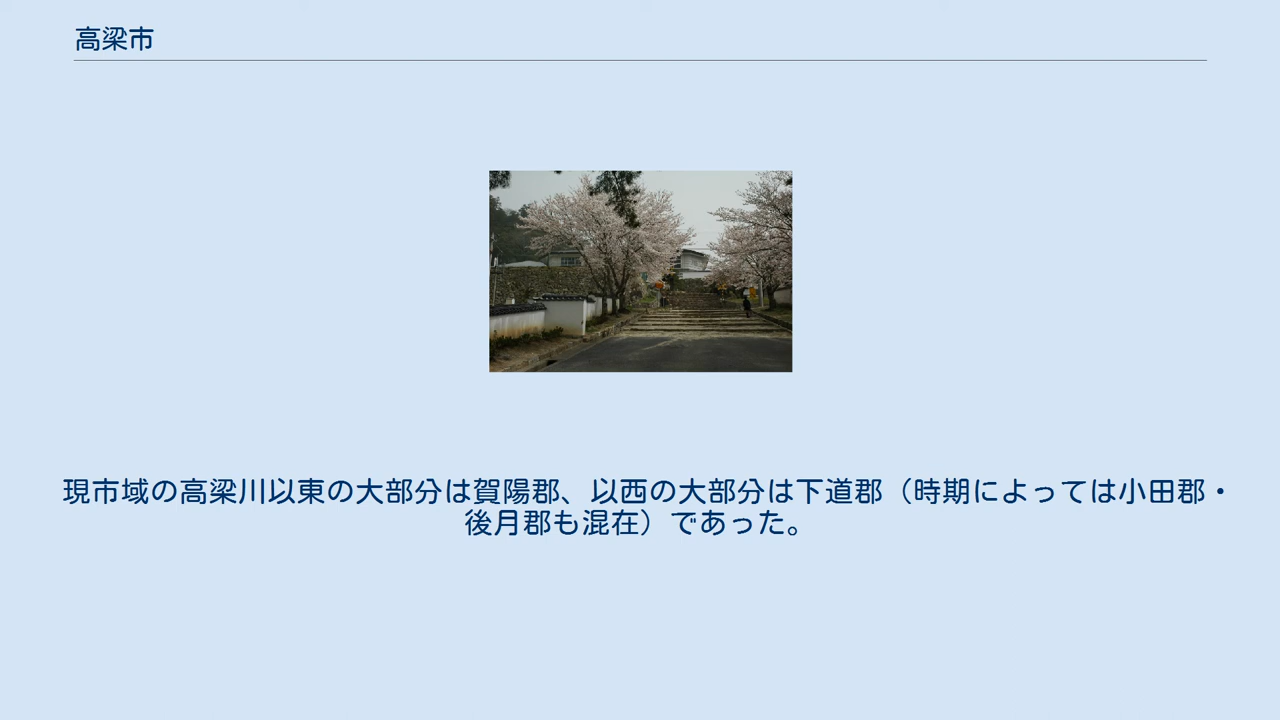 高梁市
現市域の高梁川以東の大部分は賀陽郡、以西の大部分は下道郡（時期によっては小田郡・
後月郡も混在）であった。